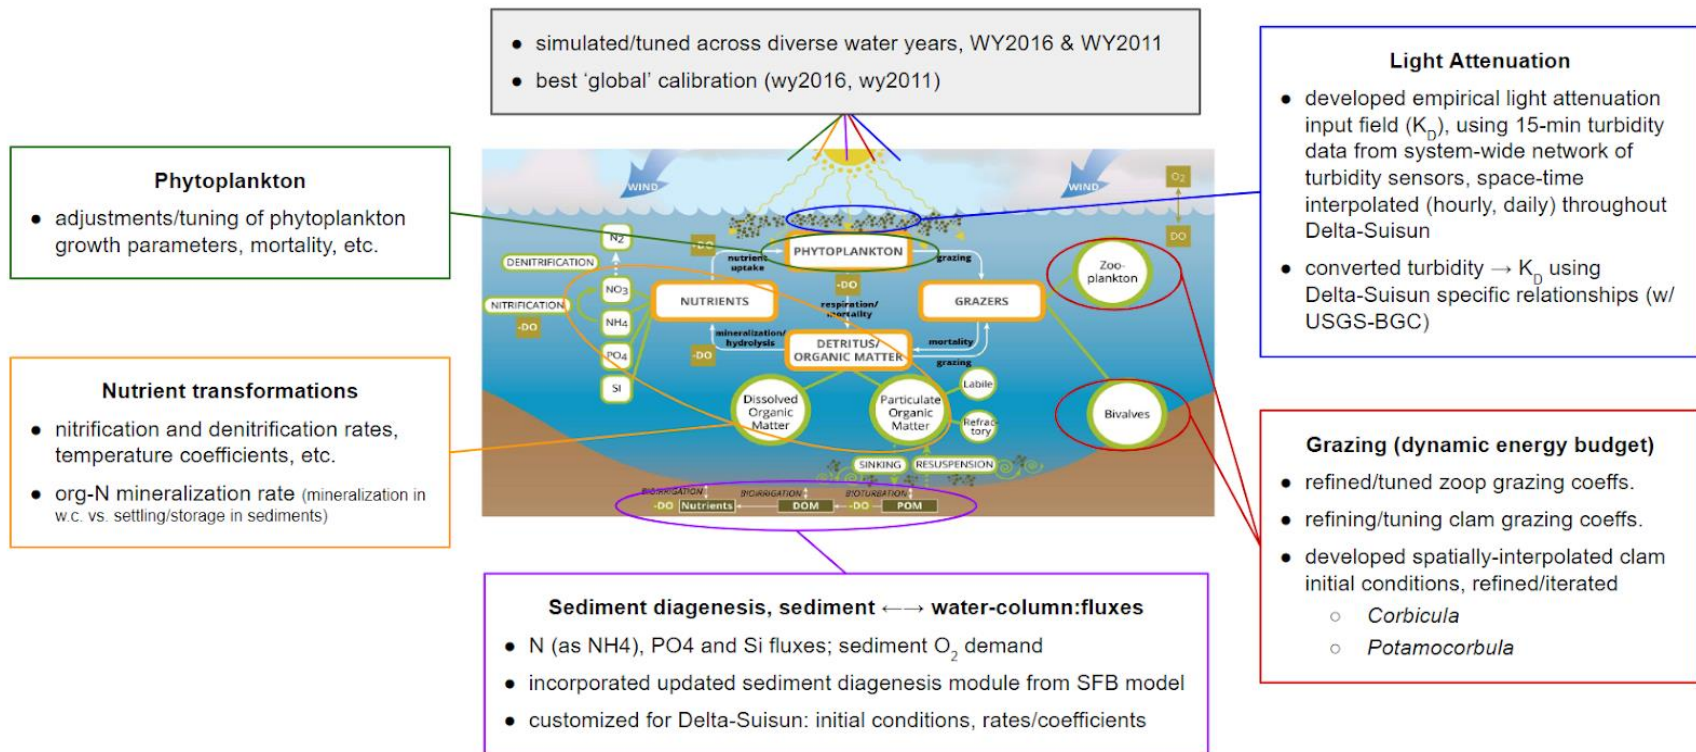 ● simulated/tuned across diverse water years, WY2016 & WY2011
● best ‘global’ calibration (wy2016, wy2011)
Light Attenuation
● developed empirical light attenuation
input field (K_D), using 15-min turbidity
data from system-wide network of
turbidity sensors, space-time
interpolated (hourly, daily) throughout
Delta-Suisun
● converted turbidity → K_D using
Delta-Suisun specific relationships (w/
USGS-BGC)
Phytoplankton
● adjustments/tuning of phytoplankton
growth parameters, mortality, etc.
Nutrient transformations
● nitrification and denitrification rates,
temperature coefficients, etc.
● org-N mineralization rate (mineralization in
w.c. vs. settling/storage in sediments)
WIND
WIND
O2
DO
N2
DENITRIFICATION
NO3
NITRIFICATION
-DO
NH4
PO4
SI
-DO
nutrient
uptake
PHYTOPLANKTON
grazing
-DO
NUTRIENTS
respiration/
mortality
GRAZERS
Zoo-
plankton
mineralization/
hydrolysis
-DO
DETRITUS/
ORGANIC MATTER
mortality
grazing
Dissolved
Organic
Matter
Particulate
Organic
Matter
Labile
Refrac-
tory
Bivalves
SINKING
RESUSPENSION
BIOIRRIGATION
BIOIRRIGATION
BIOTURBATION
-DO
Nutrients
DOM
-DO
POM
Grazing (dynamic energy budget)
● refined/tuned zoop grazing coeffs.
● refining/tuning clam grazing coeffs.
● developed spatially-interpolated clam
initial conditions, refined/iterated
○ Corbicula
○ Potamocorbula
Sediment diagenesis, sediment ←→ water-column:fluxes
● N (as NH4), PO4 and Si fluxes; sediment O2 demand
● incorporated updated sediment diagenesis module from SFB model
● customized for Delta-Suisun: initial conditions, rates/coefficients